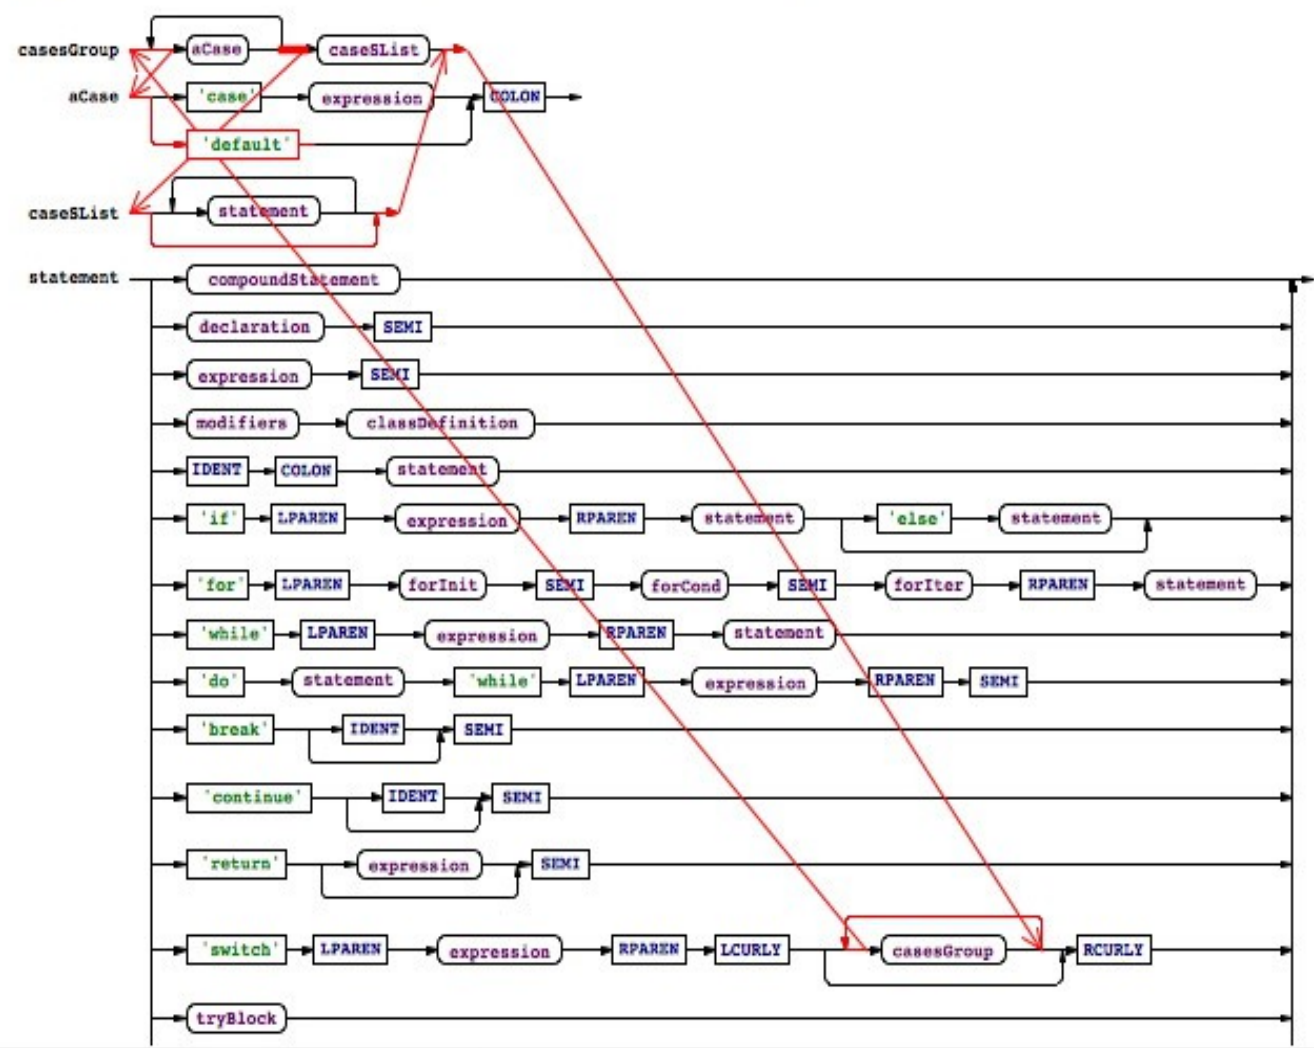 casesGroup aCase caseSList
aCase 'case' expression COLON
'default'
caseSList statement
statement compoundStatement
declaration SEMI
expression SEMI
modifiers classDefinition
IDENT COLON statement
'if' LPAREN expression RPAREN statement 'else' statement
'for' LPAREN forInit SEMI forCond SEMI forIter RPAREN statement
'while' LPAREN expression RPAREN statement
'do' statement 'while' LPAREN expression RPAREN SEMI
'break' IDENT SEMI
'continue' IDENT SEMI
'return' expression SEMI
'switch' LPAREN expression RPAREN LCURLY casesGroup RCURLY
tryBlock